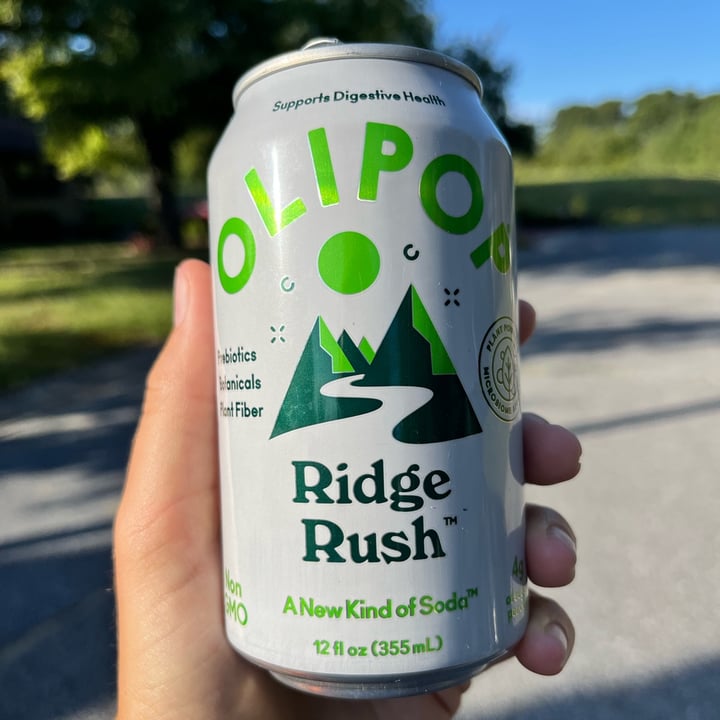 Supports Digestive Health
OLIPOP
Prebiotics
Botanicals
Plant Fiber
MICROBIOME
Ridge
Rush™
Non
GMO
A New Kind of Soda™
12 fl oz (355 mL)